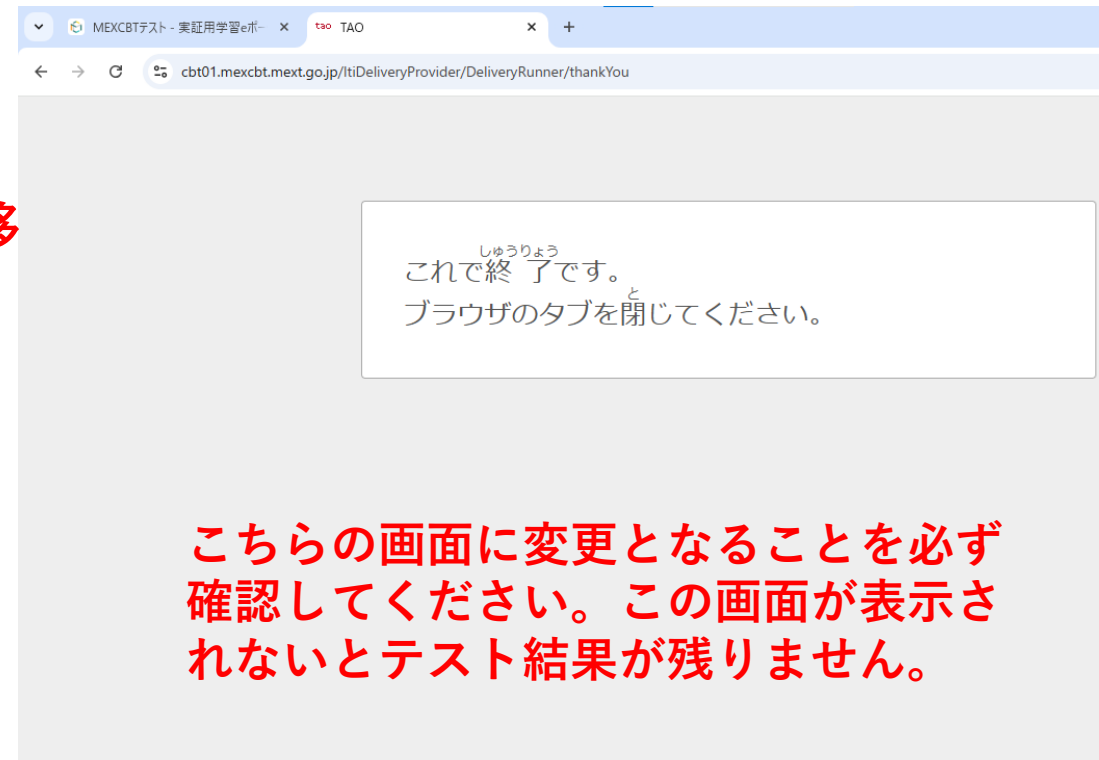 MEXCBTテスト - 実証用学習eポー
tao TAO
cbt01.mexcbt.mext.go.jp/ltiDeliveryProvider/DeliveryRunner/thankYou
移
しゅうりょう
これで終了です。
と
ブラウザのタブを閉じてください。
こちらの画面に変更となることを必ず
確認してください。この画面が表示さ
れないとテスト結果が残りません。